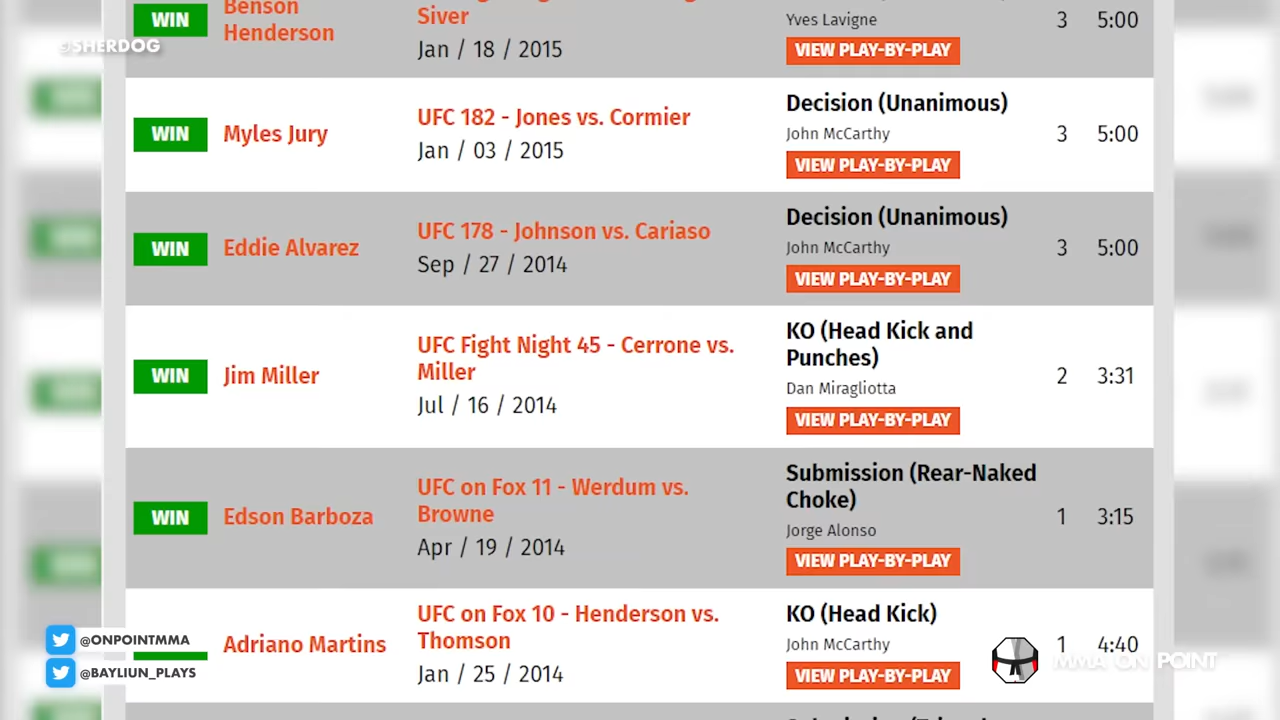 Benson
Henderson
Siver
Jan / 18 / 2015
Yves Lavigne
VIEW PLAY-BY-PLAY
WIN
3
5:00
©SHERDOG
WIN
Myles Jury
UFC 182 - Jones vs. Cormier
Jan / 03 / 2015
Decision (Unanimous)
John McCarthy
VIEW PLAY-BY-PLAY
3
5:00
WIN
Eddie Alvarez
UFC 178 - Johnson vs. Cariaso
Sep / 27 / 2014
Decision (Unanimous)
John McCarthy
VIEW PLAY-BY-PLAY
3
5:00
WIN
Jim Miller
UFC Fight Night 45 - Cerrone vs.
Miller
Jul / 16 / 2014
KO (Head Kick and
Punches)
Dan Miragliotta
VIEW PLAY-BY-PLAY
2
3:31
WIN
Edson Barboza
UFC on Fox 11 - Werdum vs.
Browne
Apr / 19 / 2014
Submission (Rear-Naked
Choke)
Jorge Alonso
VIEW PLAY-BY-PLAY
1
3:15
Adriano Martins
UFC on Fox 10 - Henderson vs.
Thomson
Jan / 25 / 2014
KO (Head Kick)
John McCarthy
VIEW PLAY-BY-PLAY
1
4:40
@ONPOINTMMA
@BAYLIUN_PLAYS
MMA ON POINT